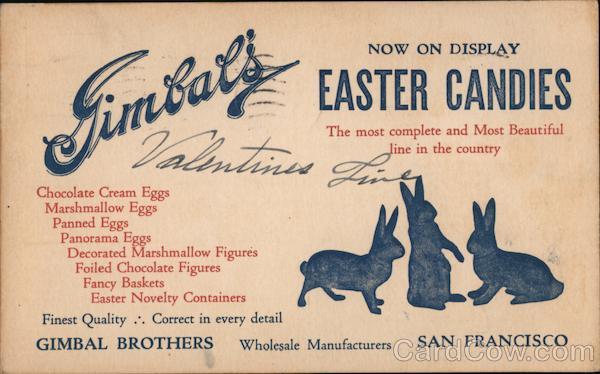 Gimbal's
NOW ON DISPLAY
EASTER CANDIES
The most complete and Most Beautiful
line in the country
Valentines Line
Chocolate Cream Eggs
Marshmallow Eggs
Panned Eggs
Panorama Eggs
Decorated Marshmallow Figures
Foiled Chocolate Figures
Fancy Baskets
Easter Novelty Containers
Finest Quality ∴ Correct in every detail
GIMBAL BROTHERS Wholesale Manufacturers SAN FRANCISCO
CardCow.com